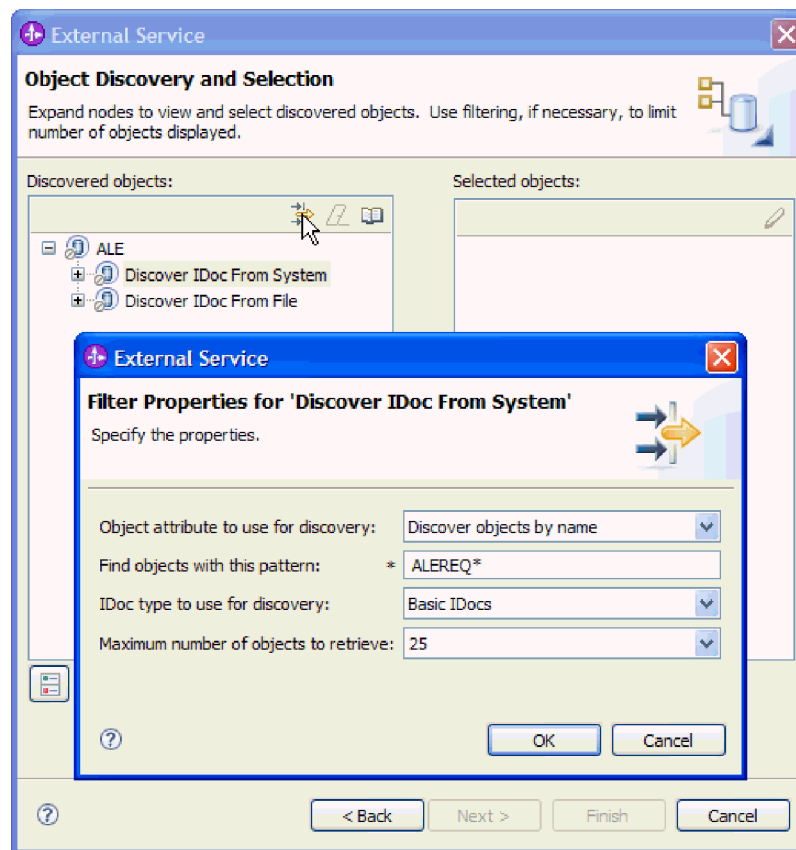 External Service
Object Discovery and Selection
Expand nodes to view and select discovered objects. Use filtering, if necessary, to limit
number of objects displayed.
Discovered objects:
Selected objects:
ALE
Discover IDoc From System
Discover IDoc From File
External Service
Filter Properties for 'Discover IDoc From System'
Specify the properties.
Object attribute to use for discovery: Discover objects by name
Find objects with this pattern: * ALEREQ*
IDoc type to use for discovery: Basic IDocs
Maximum number of objects to retrieve: 25
? OK Cancel
? < Back Next > Finish Cancel